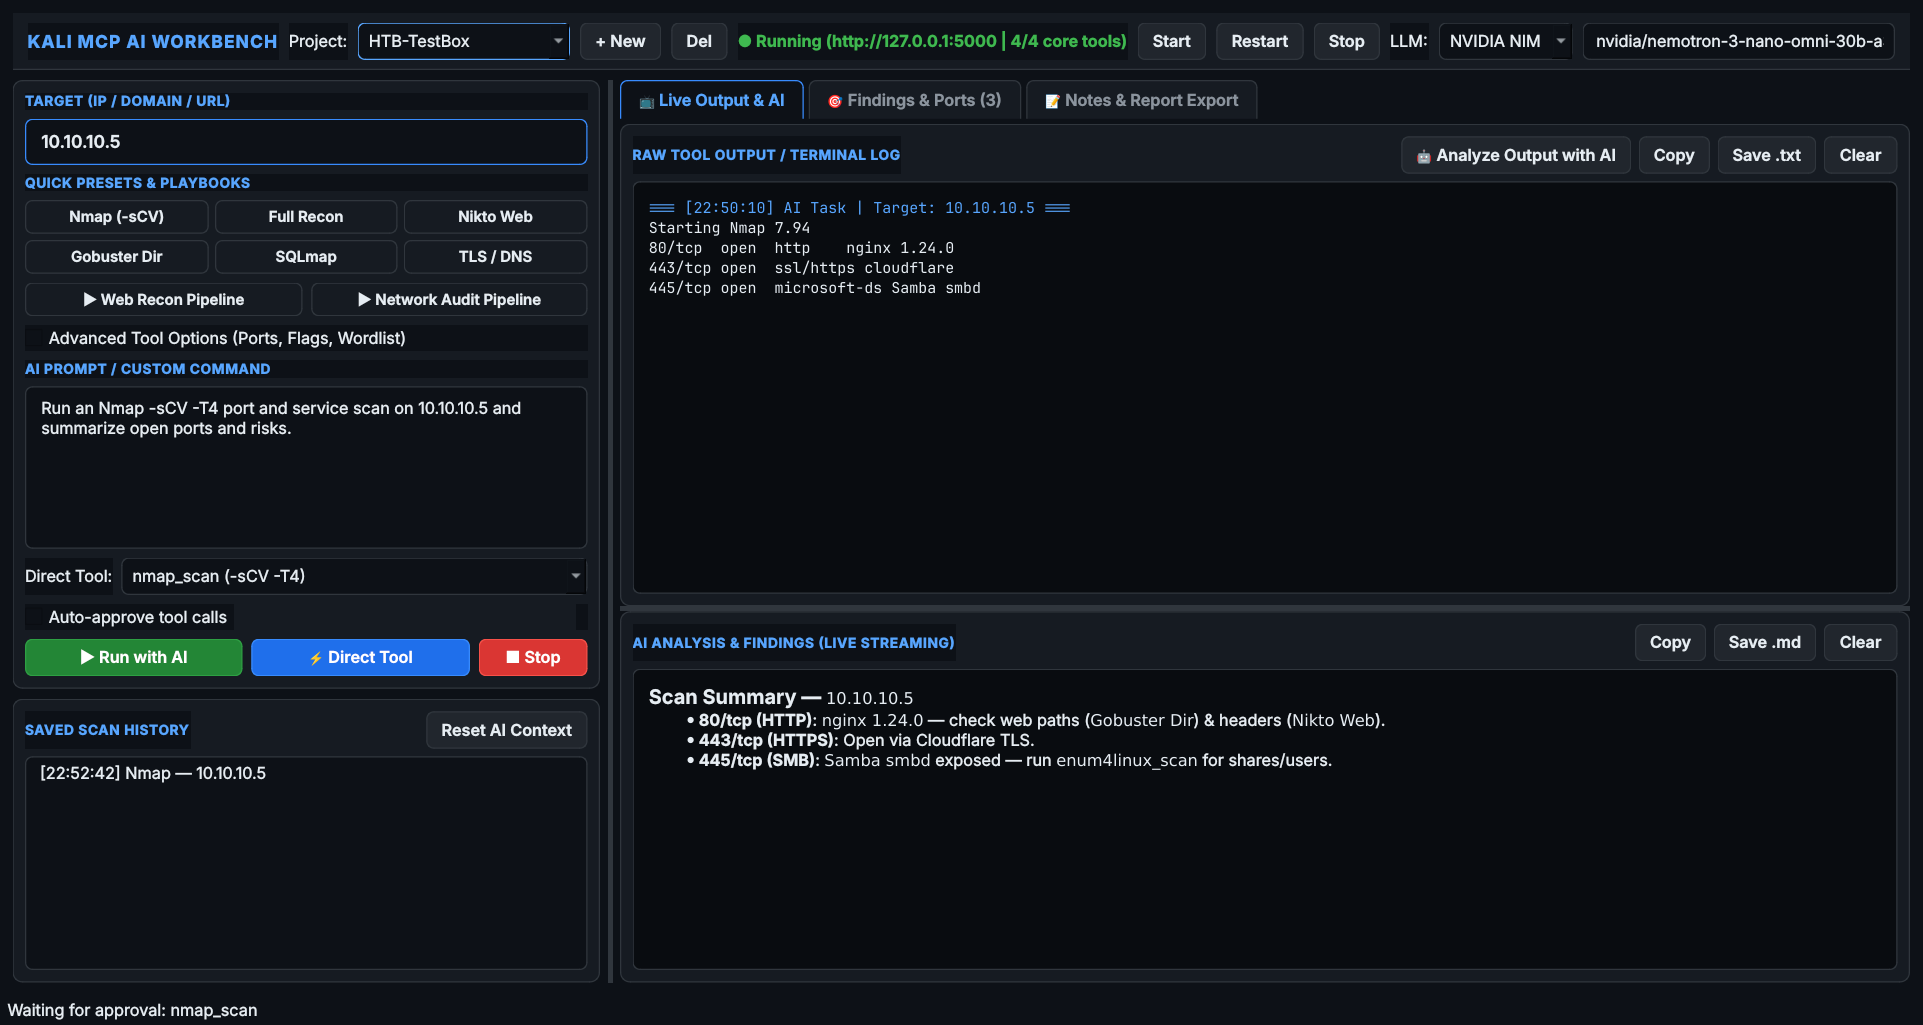 KALI MCP AI WORKBENCH Project: HTB-TestBox + New Del ● Running (http://127.0.0.1:5000 | 4/4 core tools) Start Restart Stop LLM: NVIDIA NIM nvidia/nemotron-3-nano-omni-30b-a
TARGET (IP / DOMAIN / URL)
10.10.10.5
QUICK PRESETS & PLAYBOOKS
Nmap (-sCV) Full Recon Nikto Web
Gobuster Dir SQLmap TLS / DNS
▶ Web Recon Pipeline ▶ Network Audit Pipeline
Advanced Tool Options (Ports, Flags, Wordlist)
AI PROMPT / CUSTOM COMMAND
Run an Nmap -sCV -T4 port and service scan on 10.10.10.5 and
summarize open ports and risks.
Direct Tool: nmap_scan (-sCV -T4)
Auto-approve tool calls
▶ Run with AI ⚡ Direct Tool ■ Stop
SAVED SCAN HISTORY Reset AI Context
[22:52:42] Nmap — 10.10.10.5
📺 Live Output & AI 🎯 Findings & Ports (3) 📝 Notes & Report Export
RAW TOOL OUTPUT / TERMINAL LOG 🤖 Analyze Output with AI Copy Save .txt Clear
═══ [22:50:10] AI Task | Target: 10.10.10.5 ═══
Starting Nmap 7.94
80/tcp  open  http    nginx 1.24.0
443/tcp open  ssl/https cloudflare
445/tcp open  microsoft-ds Samba smbd
AI ANALYSIS & FINDINGS (LIVE STREAMING) Copy Save .md Clear
Scan Summary — 10.10.10.5
• 80/tcp (HTTP): nginx 1.24.0 — check web paths (Gobuster Dir) & headers (Nikto Web).
• 443/tcp (HTTPS): Open via Cloudflare TLS.
• 445/tcp (SMB): Samba smbd exposed — run enum4linux_scan for shares/users.
Waiting for approval: nmap_scan